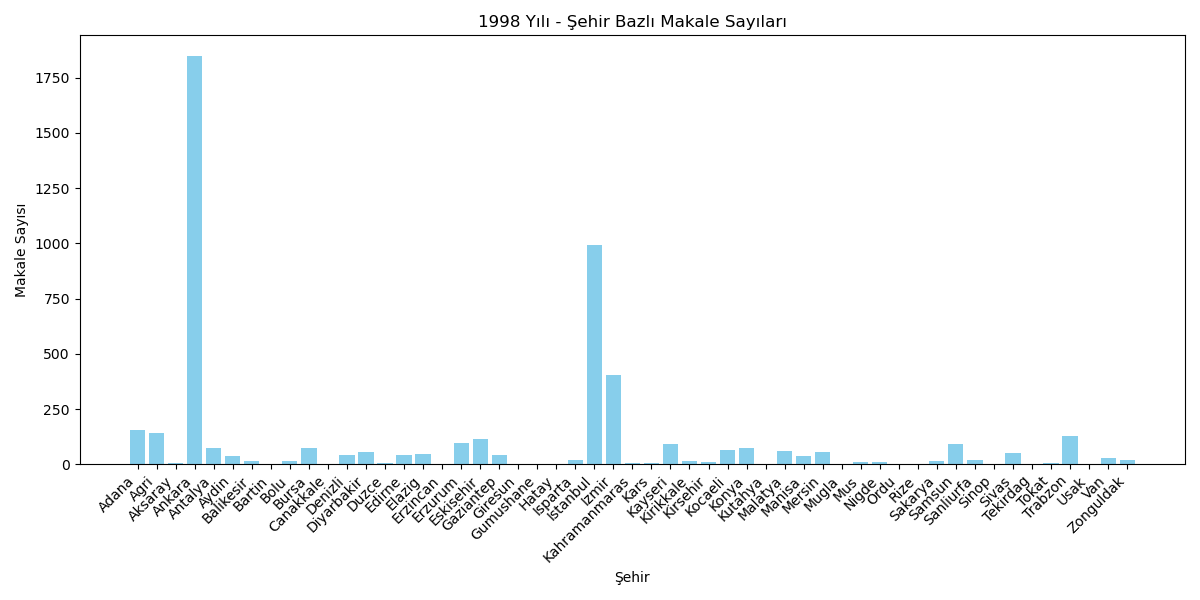 1998 Yılı - Şehir Bazlı Makale Sayıları
Makale Sayısı
1750
1500
1250
1000
750
500
250
0
Adana
Agri
Aksaray
Ankara
Antalya
Aydin
Balikesir
Bartin
Bolu
Bursa
Canakkale
Denizli
Diyarbakir
Duzce
Edirne
Elazig
Erzincan
Erzurum
Eskisehir
Gaziantep
Giresun
Gumushane
Hatay
Isparta
Istanbul
Izmir
Kahramanmaras
Kars
Kayseri
Kirikkale
Kirsehir
Kocaeli
Konya
Kutahya
Malatya
Manisa
Mersin
Mugla
Mus
Nigde
Ordu
Rize
Sakarya
Samsun
Sanliurfa
Sinop
Sivas
Tekirdag
Tokat
Trabzon
Usak
Van
Zonguldak
Şehir